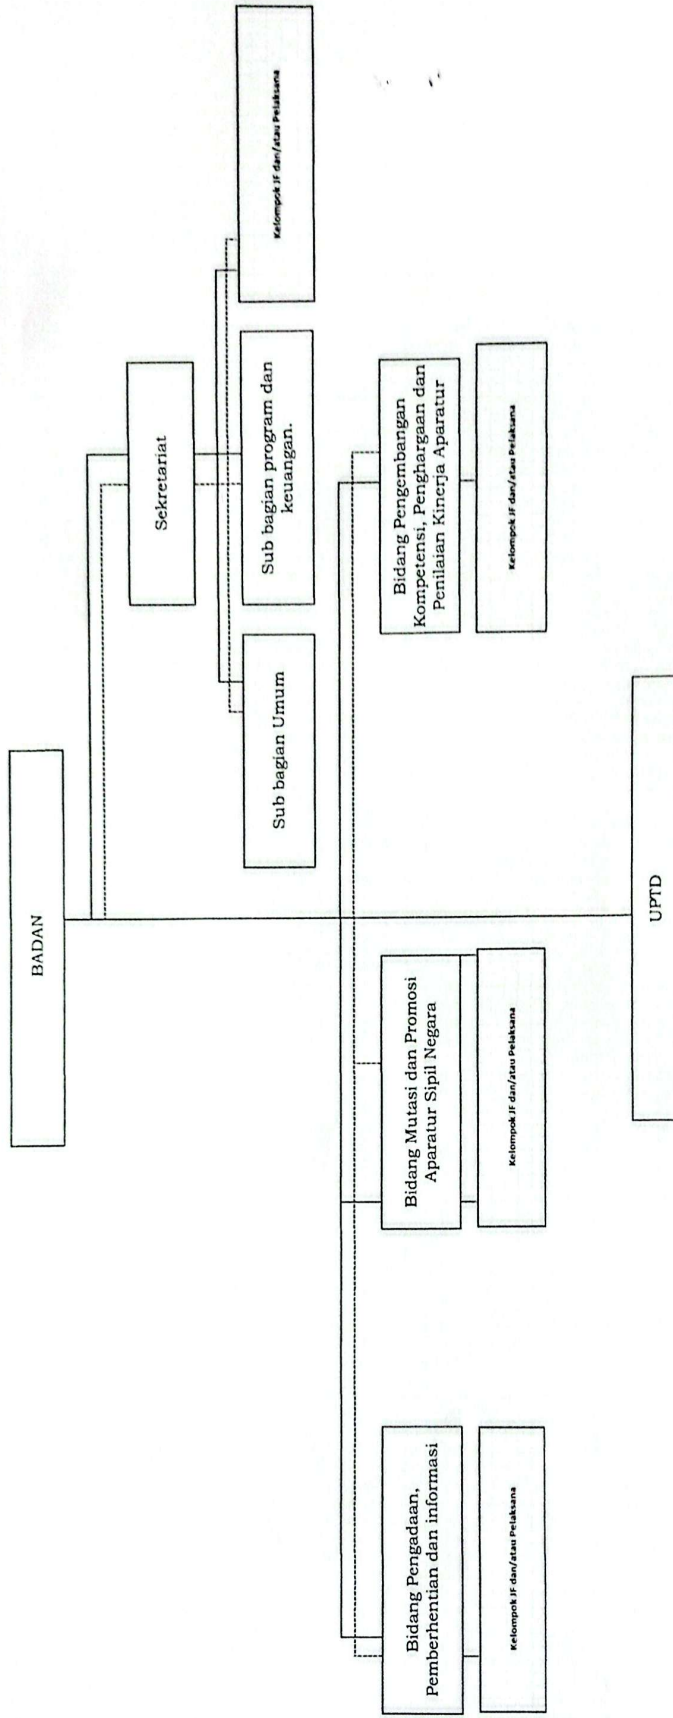 BADAN
Sekretariat
Sub bagian Umum
Sub bagian program dan
keuangan.
Kelompok JF dan/atau Pelaksana
Bidang Pengadaan,
Pemberhentian dan informasi
Bidang Mutasi dan Promosi
Aparatur Sipil Negara
Bidang Pengembangan
Kompetensi, Penghargaan dan
Penilaian Kinerja Aparatur
Kelompok JF dan/atau Pelaksana
Kelompok JF dan/atau Pelaksana
Kelompok JF dan/atau Pelaksana
UPTD